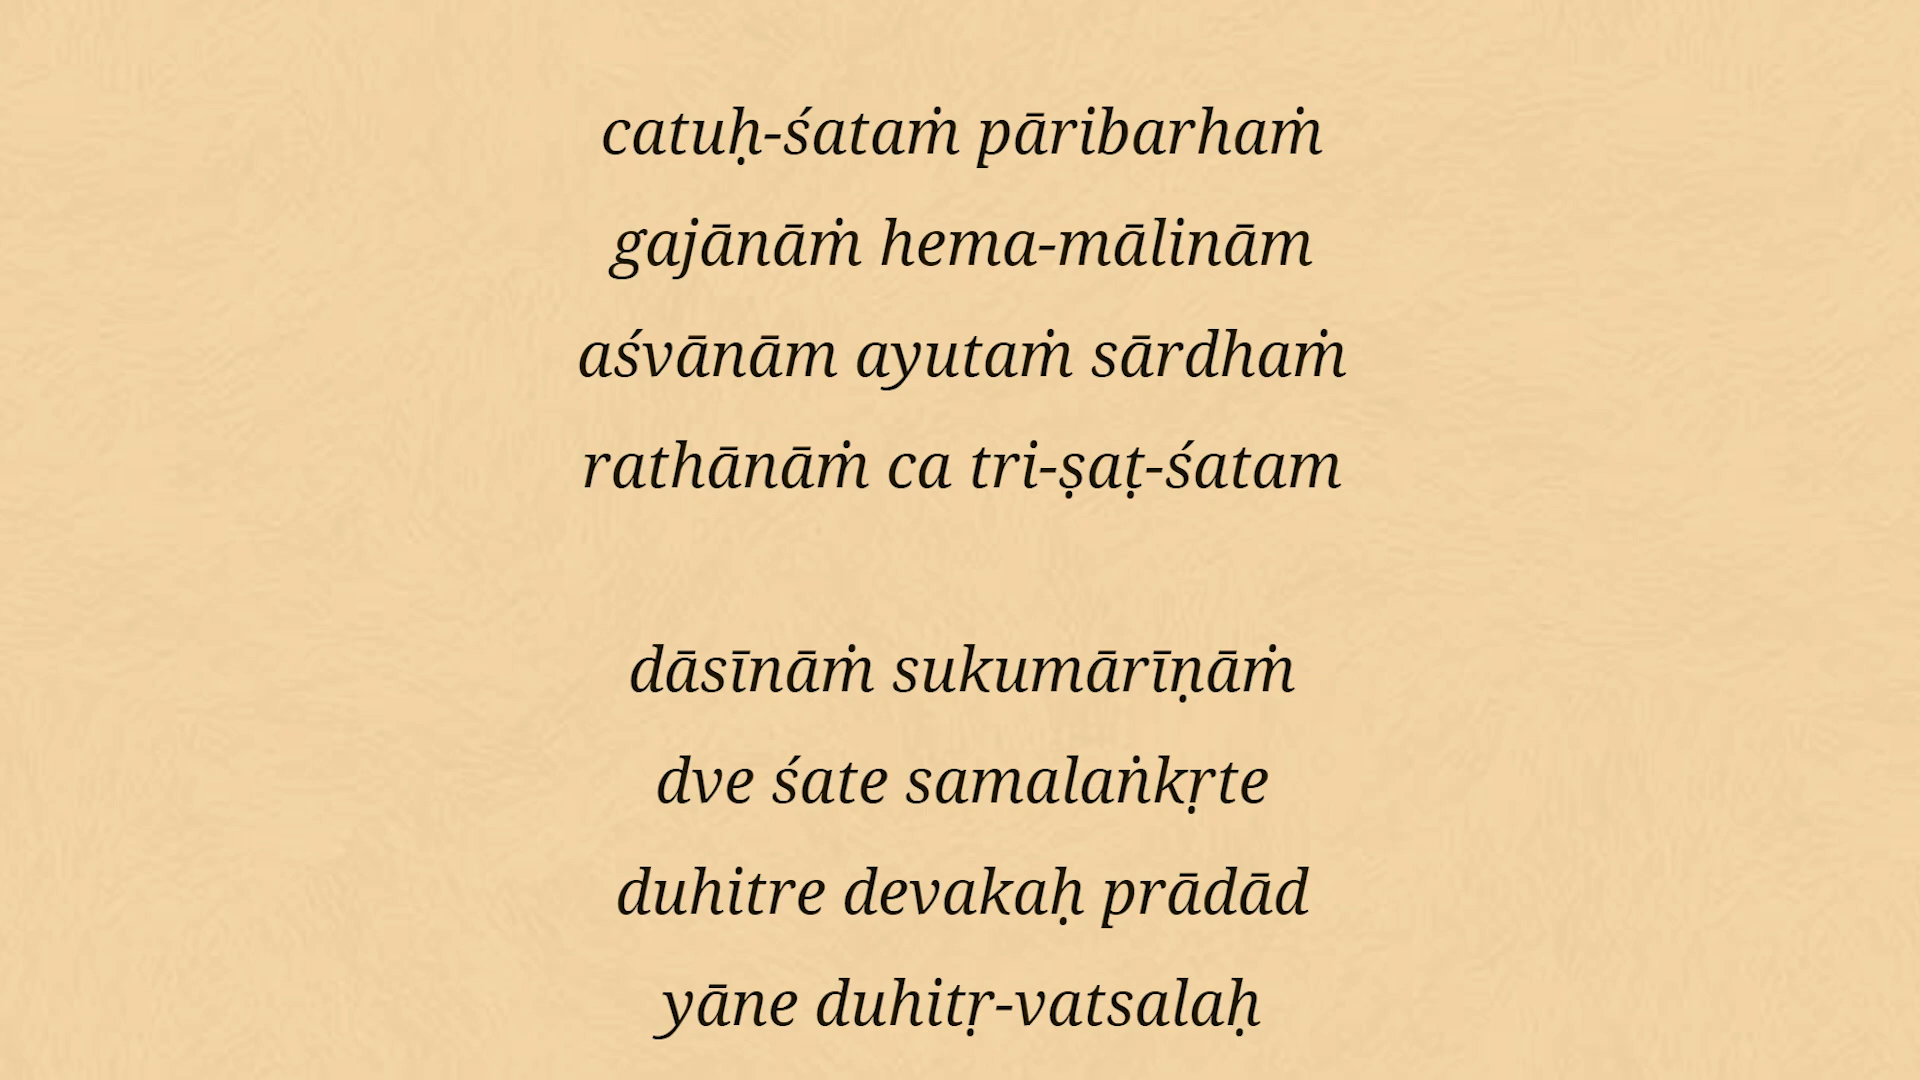 catuḥ-śataṁ pāribarhaṁ
gajānāṁ hema-mālinām
aśvānām ayutaṁ sārdhaṁ
rathānāṁ ca tri-ṣaṭ-śatam
dāsīnāṁ sukumārīṇāṁ
dve śate samalaṅkṛte
duhitre devakaḥ prādād
yāne duhitṛ-vatsalaḥ